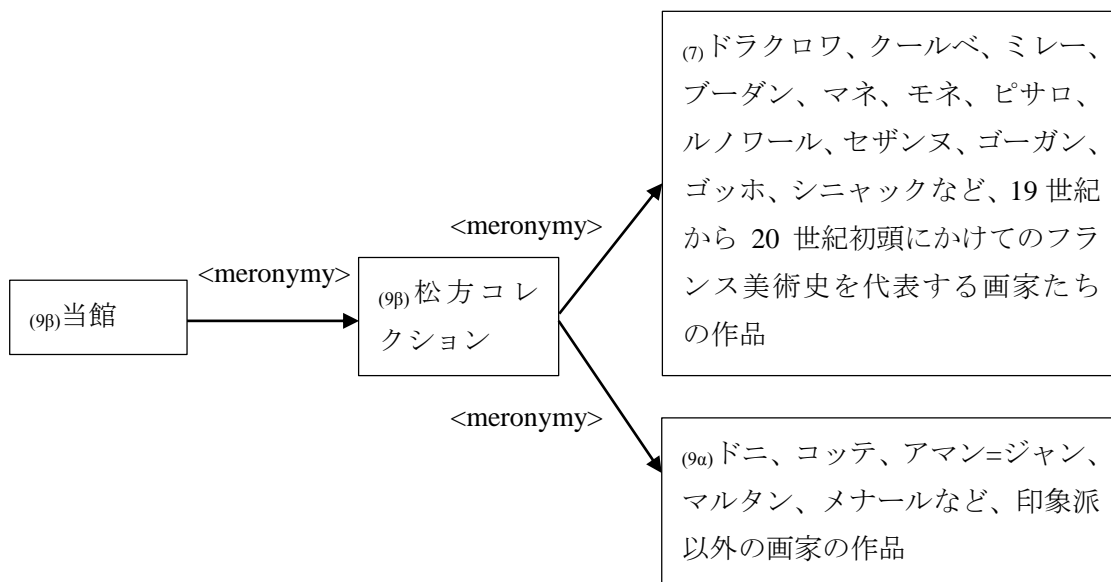 (7)ドラクロワ、クールベ、ミレー、
ブーダン、マネ、モネ、ピサロ、
ルノワール、セザンヌ、ゴーガン、
ゴッホ、シニャックなど、19 世紀
から 20 世紀初頭にかけてのフラ
ンス美術史を代表する画家たち
の作品
<meronymy>
<meronymy>
(9β)当館
(9β)松方コレ
クション
<meronymy>
(9α)ドニ、コッテ、アマン=ジャン、
マルタン、メナールなど、印象派
以外の画家の作品